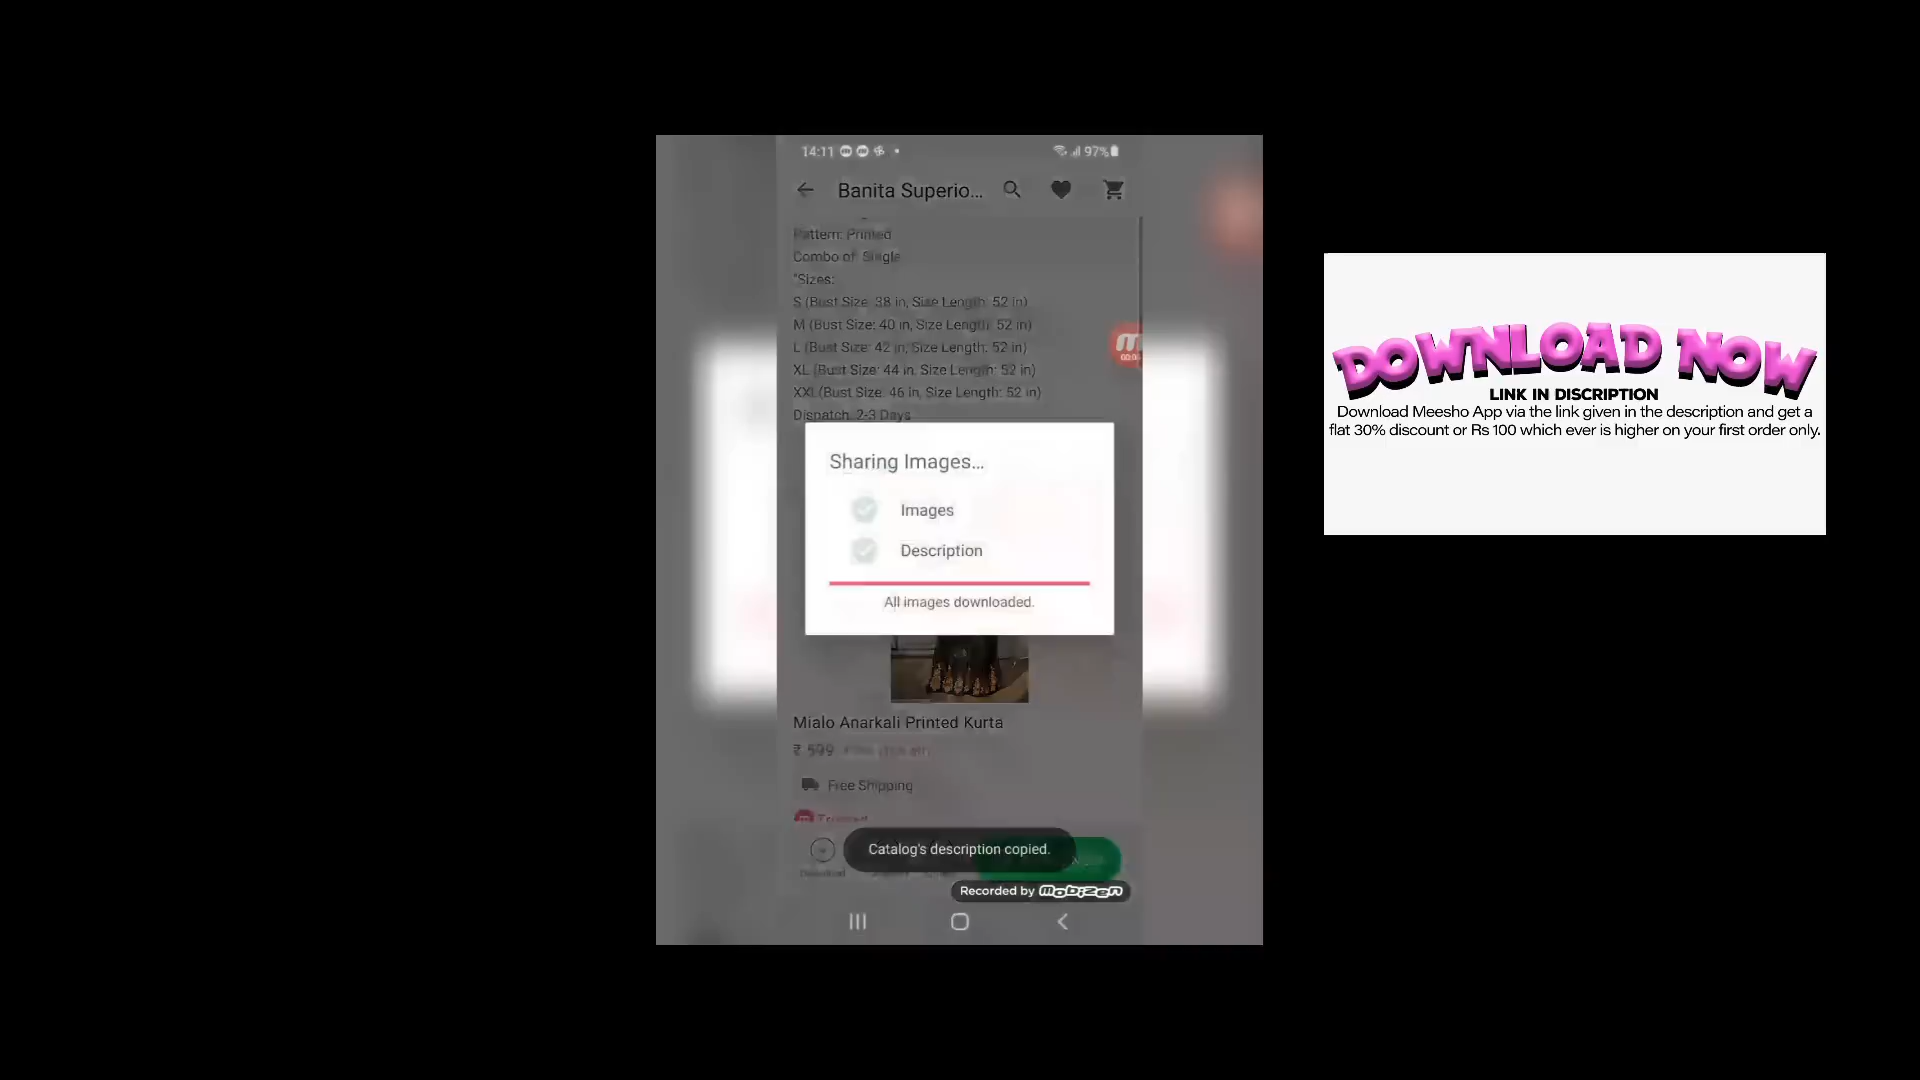 14:11
97%
Banita Superio...
Pattern: Printed
Combo of: Single
*Sizes:
S (Bust Size: 38 in, Size Length: 52 in)
M (Bust Size: 40 in, Size Length: 52 in)
L (Bust Size: 42 in, Size Length: 52 in)
XL (Bust Size: 44 in, Size Length: 52 in)
XXL (Bust Size: 46 in, Size Length: 52 in)
Dispatch: 2-3 Days
Sharing Images...
Images
Description
All images downloaded.
Mialo Anarkali Printed Kurta
₹ 599
Free Shipping
Trusted
Catalog's description copied.
Download
Recorded by mobizen
DOWNLOAD NOW
LINK IN DISCRIPTION
Download Meesho App via the link given in the description and get a
flat 30% discount or Rs 100 which ever is higher on your first order only.